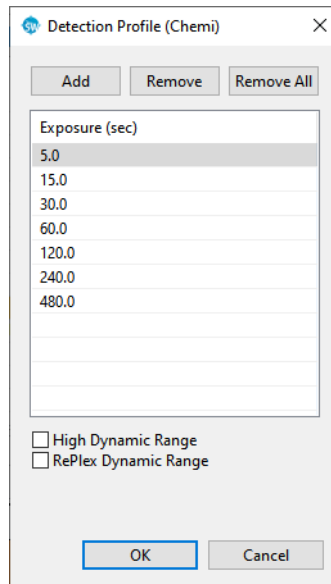 SW Detection Profile (Chemi)
Add Remove Remove All
Exposure (sec)
5.0
15.0
30.0
60.0
120.0
240.0
480.0
High Dynamic Range
RePlex Dynamic Range
OK Cancel